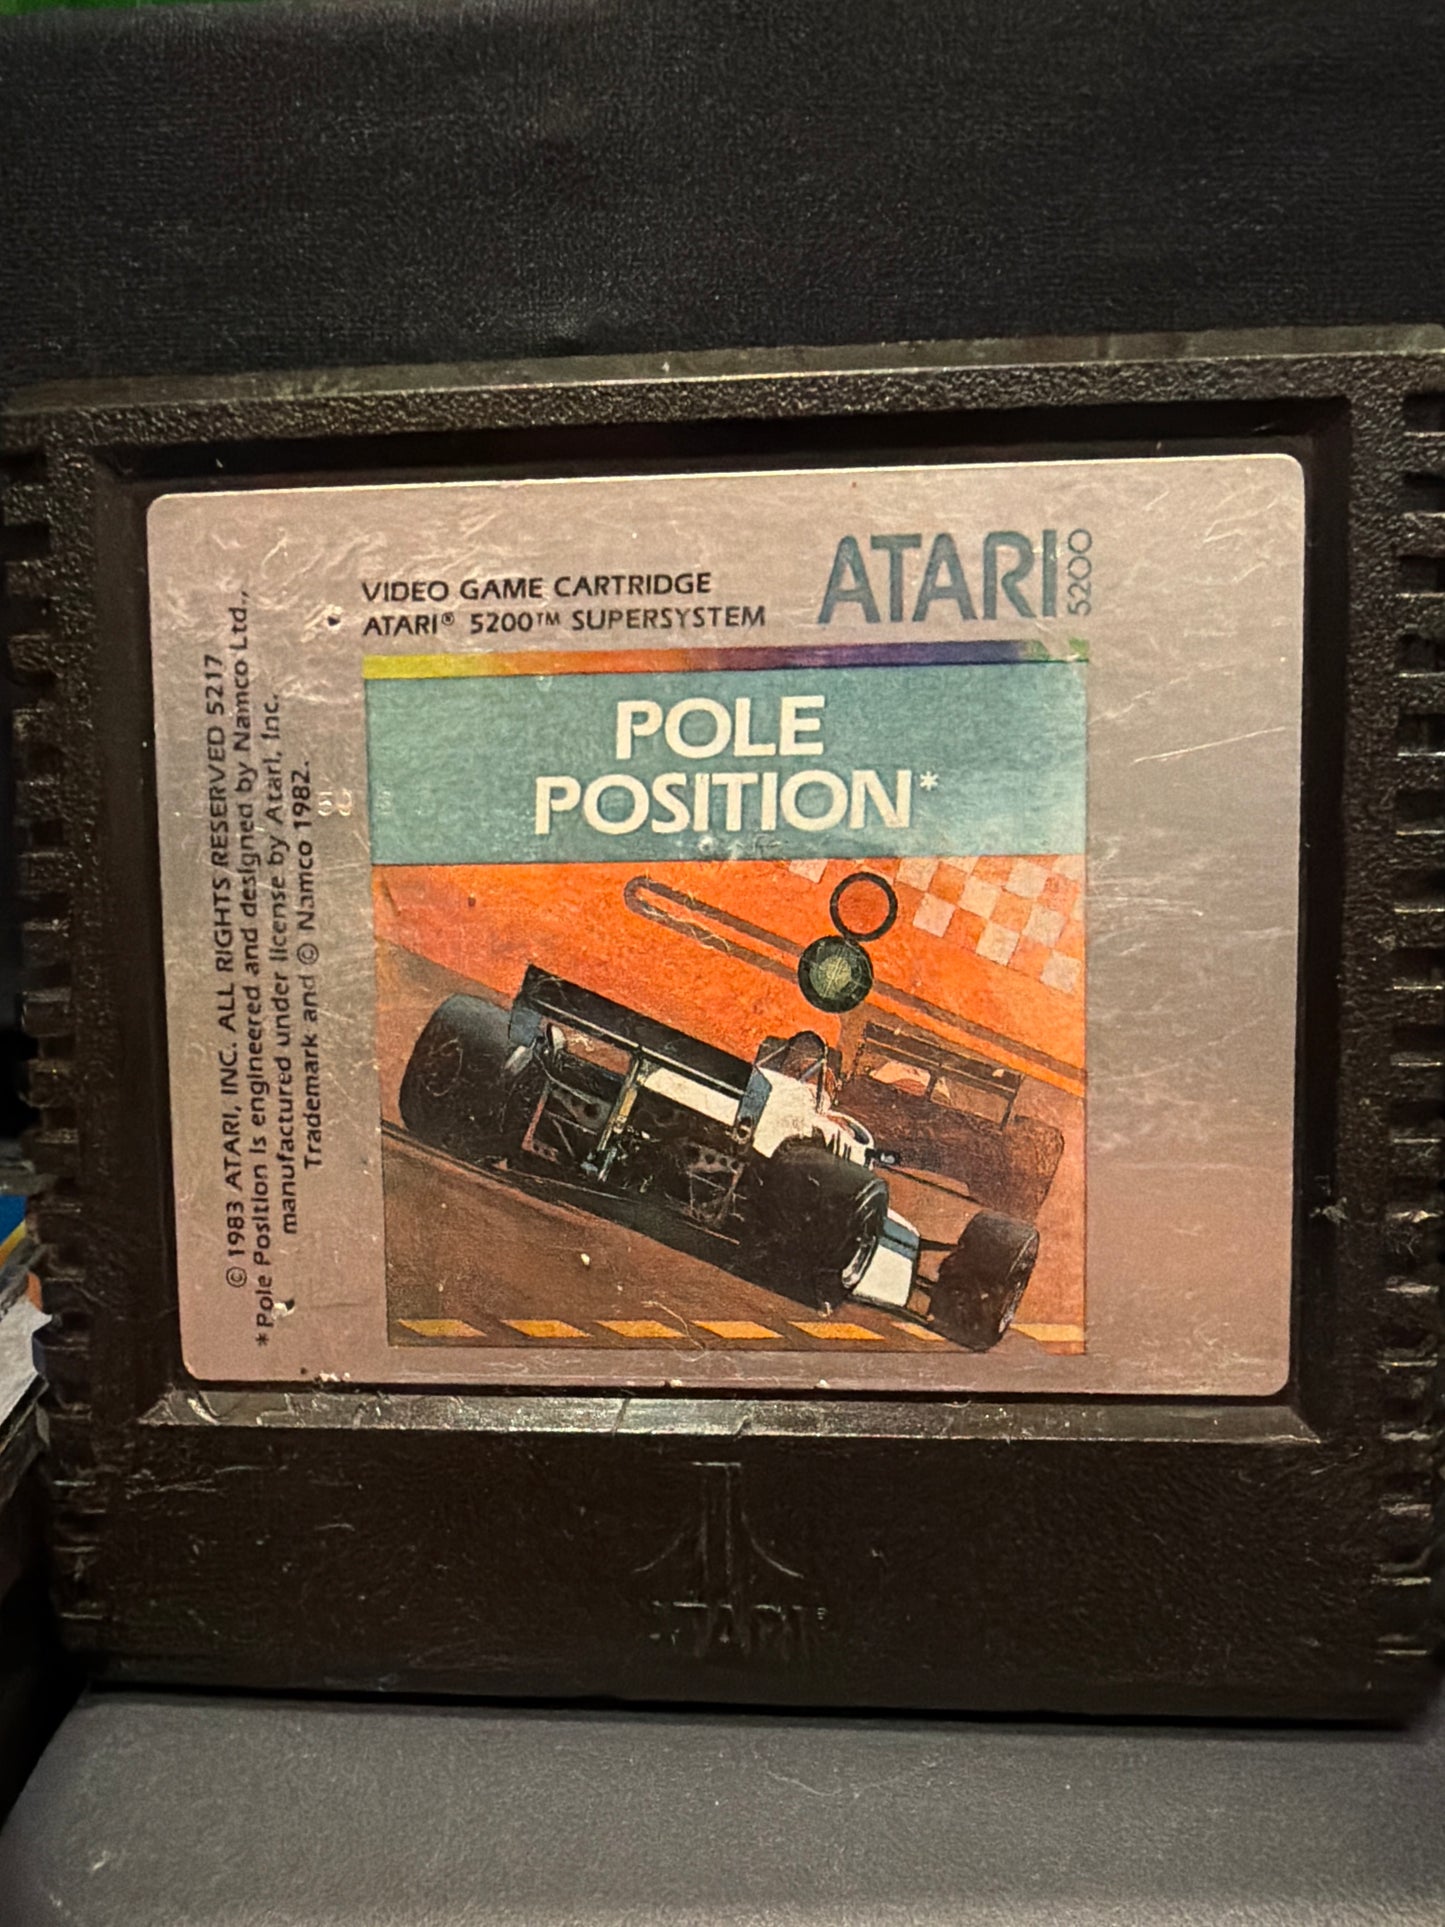 VIDEO GAME CARTRIDGE
ATARI® 5200™ SUPERSYSTEM
ATARI
5200
POLE
POSITION*
© 1983 ATARI, INC. ALL RIGHTS RESERVED 5217
*Pole Position is engineered and designed by Namco Ltd.,
manufactured under license by Atari, Inc.
Trademark and © Namco 1982.
ATARI®